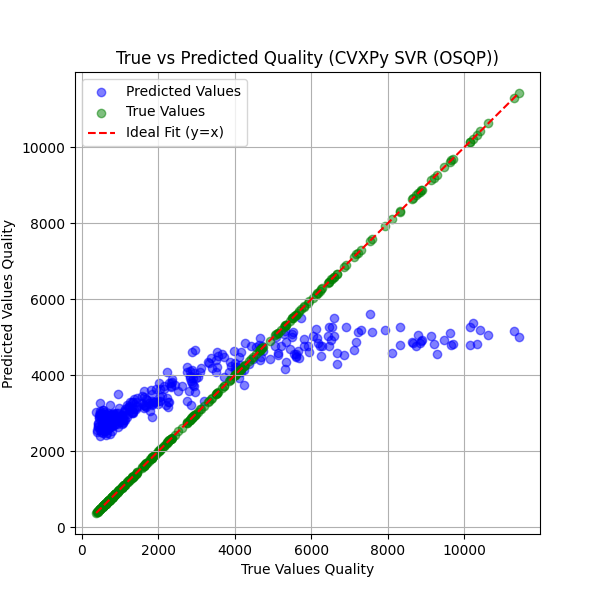 True vs Predicted Quality (CVXPy SVR (OSQP))
Predicted Values
True Values
Ideal Fit (y=x)
Predicted Values Quality
10000
8000
6000
4000
2000
0
0 2000 4000 6000 8000 10000
True Values Quality